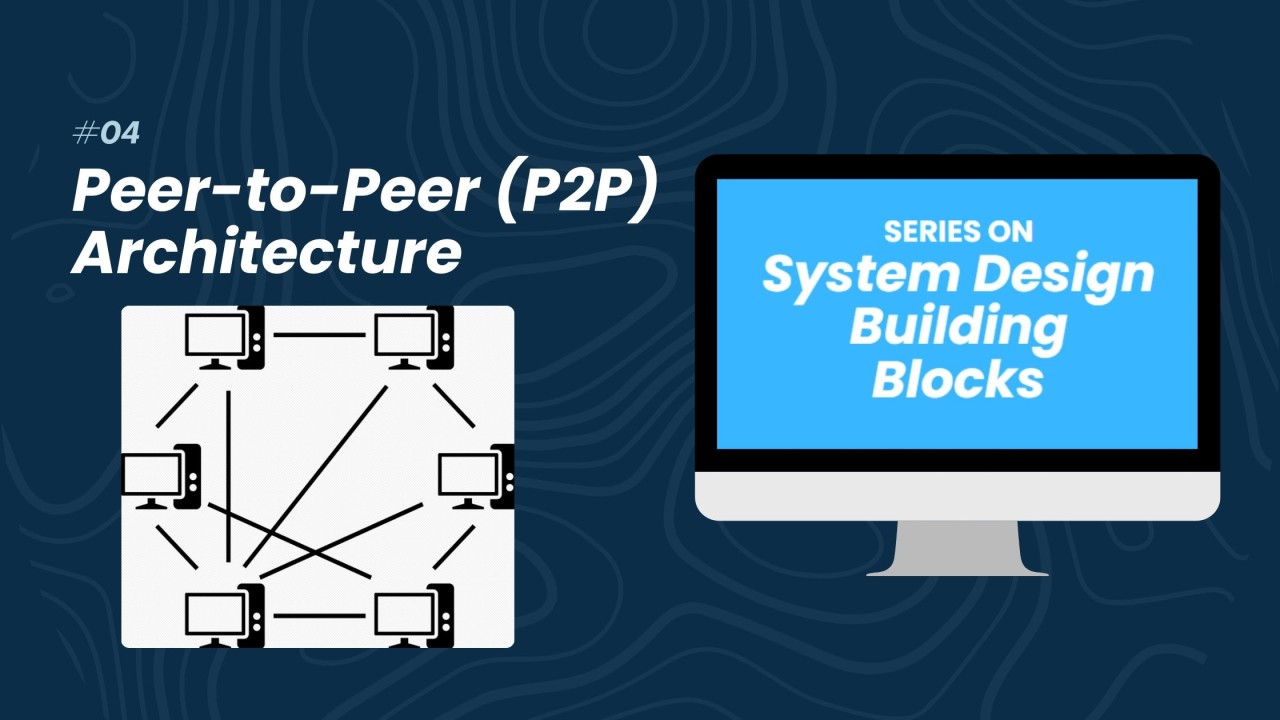 #04
Peer-to-Peer (P2P)
Architecture
SERIES ON
System Design
Building
Blocks